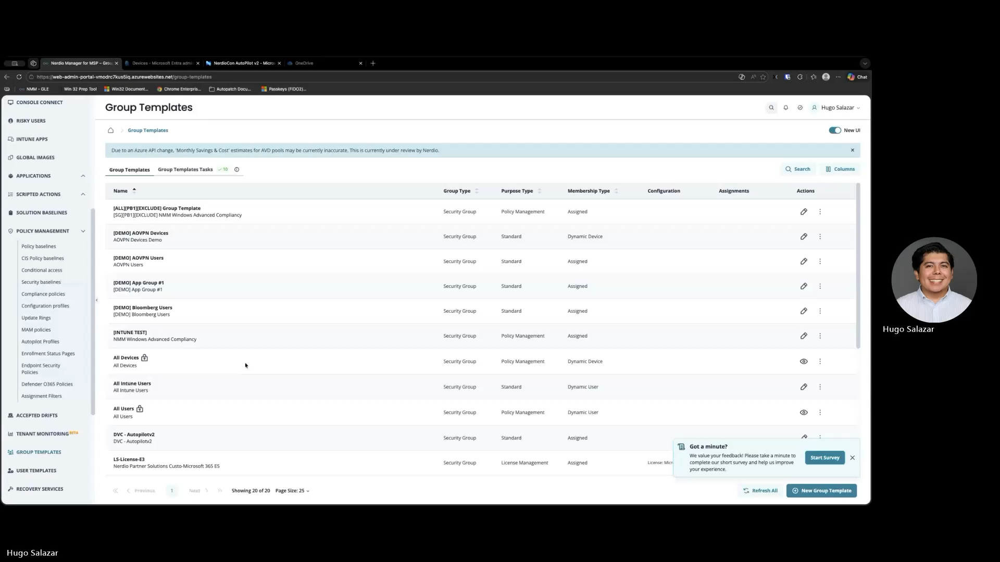 Nerdio Manager for MSP – Grou
Devices - Microsoft Entra admi
NerdioCon AutoPilot v2 - Micros
OneDrive
https://web-admin-portal-vmodrc7kus5iq.azurewebsites.net/group-templates
Chat
NMM - GLE
Win 32 Prep Tool
Win32 Document...
Chrome Enterpris...
Autopatch Docu...
Passkeys (FIDO2)...
CONSOLE CONNECT
RISKY USERS
INTUNE APPS
GLOBAL IMAGES
APPLICATIONS
SCRIPTED ACTIONS
SOLUTION BASELINES
POLICY MANAGEMENT
Policy baselines
CIS Policy baselines
Conditional access
Security baselines
Compliance policies
Configuration profiles
Update Rings
MAM policies
Autopilot Profiles
Enrollment Status Pages
Endpoint Security
Policies
Defender O365 Policies
Assignment Filters
ACCEPTED DRIFTS
TENANT MONITORING BETA
GROUP TEMPLATES
USER TEMPLATES
RECOVERY SERVICES
Group Templates
Hugo Salazar
Group Templates
New UI
Due to an Azure API change, 'Monthly Savings & Cost' estimates for AVD pools may be currently inaccurate. This is currently under review by Nerdio.
Group Templates
Group Templates Tasks
10
Search
Columns
Name Group Type Purpose Type Membership Type Configuration Assignments Actions
[ALL][PB1][EXCLUDE] Group Template
[SG][PB1][EXCLUDE] NMM Windows Advanced Compliancy
Security Group Policy Management Assigned
[DEMO] AOVPN Devices
AOVPN Devices Demo
Security Group Standard Dynamic Device
[DEMO] AOVPN Users
AOVPN Users
Security Group Standard Assigned
[DEMO] App Group #1
[DEMO] App Group #1
Security Group Standard Assigned
[DEMO] Bloomberg Users
[DEMO] Bloomberg Users
Security Group Standard Assigned
[INTUNE TEST]
NMM Windows Advanced Compliancy
Security Group Policy Management Assigned
All Devices
All Devices
Security Group Policy Management Dynamic Device
All Intune Users
All Intune Users
Security Group Standard Dynamic User
All Users
All Users
Security Group Policy Management Dynamic User
DVC - Autopilotv2
DVC - Autopilotv2
Security Group Standard Assigned
LS-License-E3
Nerdio Partner Solutions Custo-Microsoft 365 E5
Security Group License Management Assigned License: Micr
Got a minute?
We value your feedback! Please take a minute to
complete our short survey and help us improve
your experience.
Start Survey
Previous
1
Next
Showing 20 of 20
Page Size: 25
Refresh All
New Group Template
Hugo Salazar
Hugo Salazar